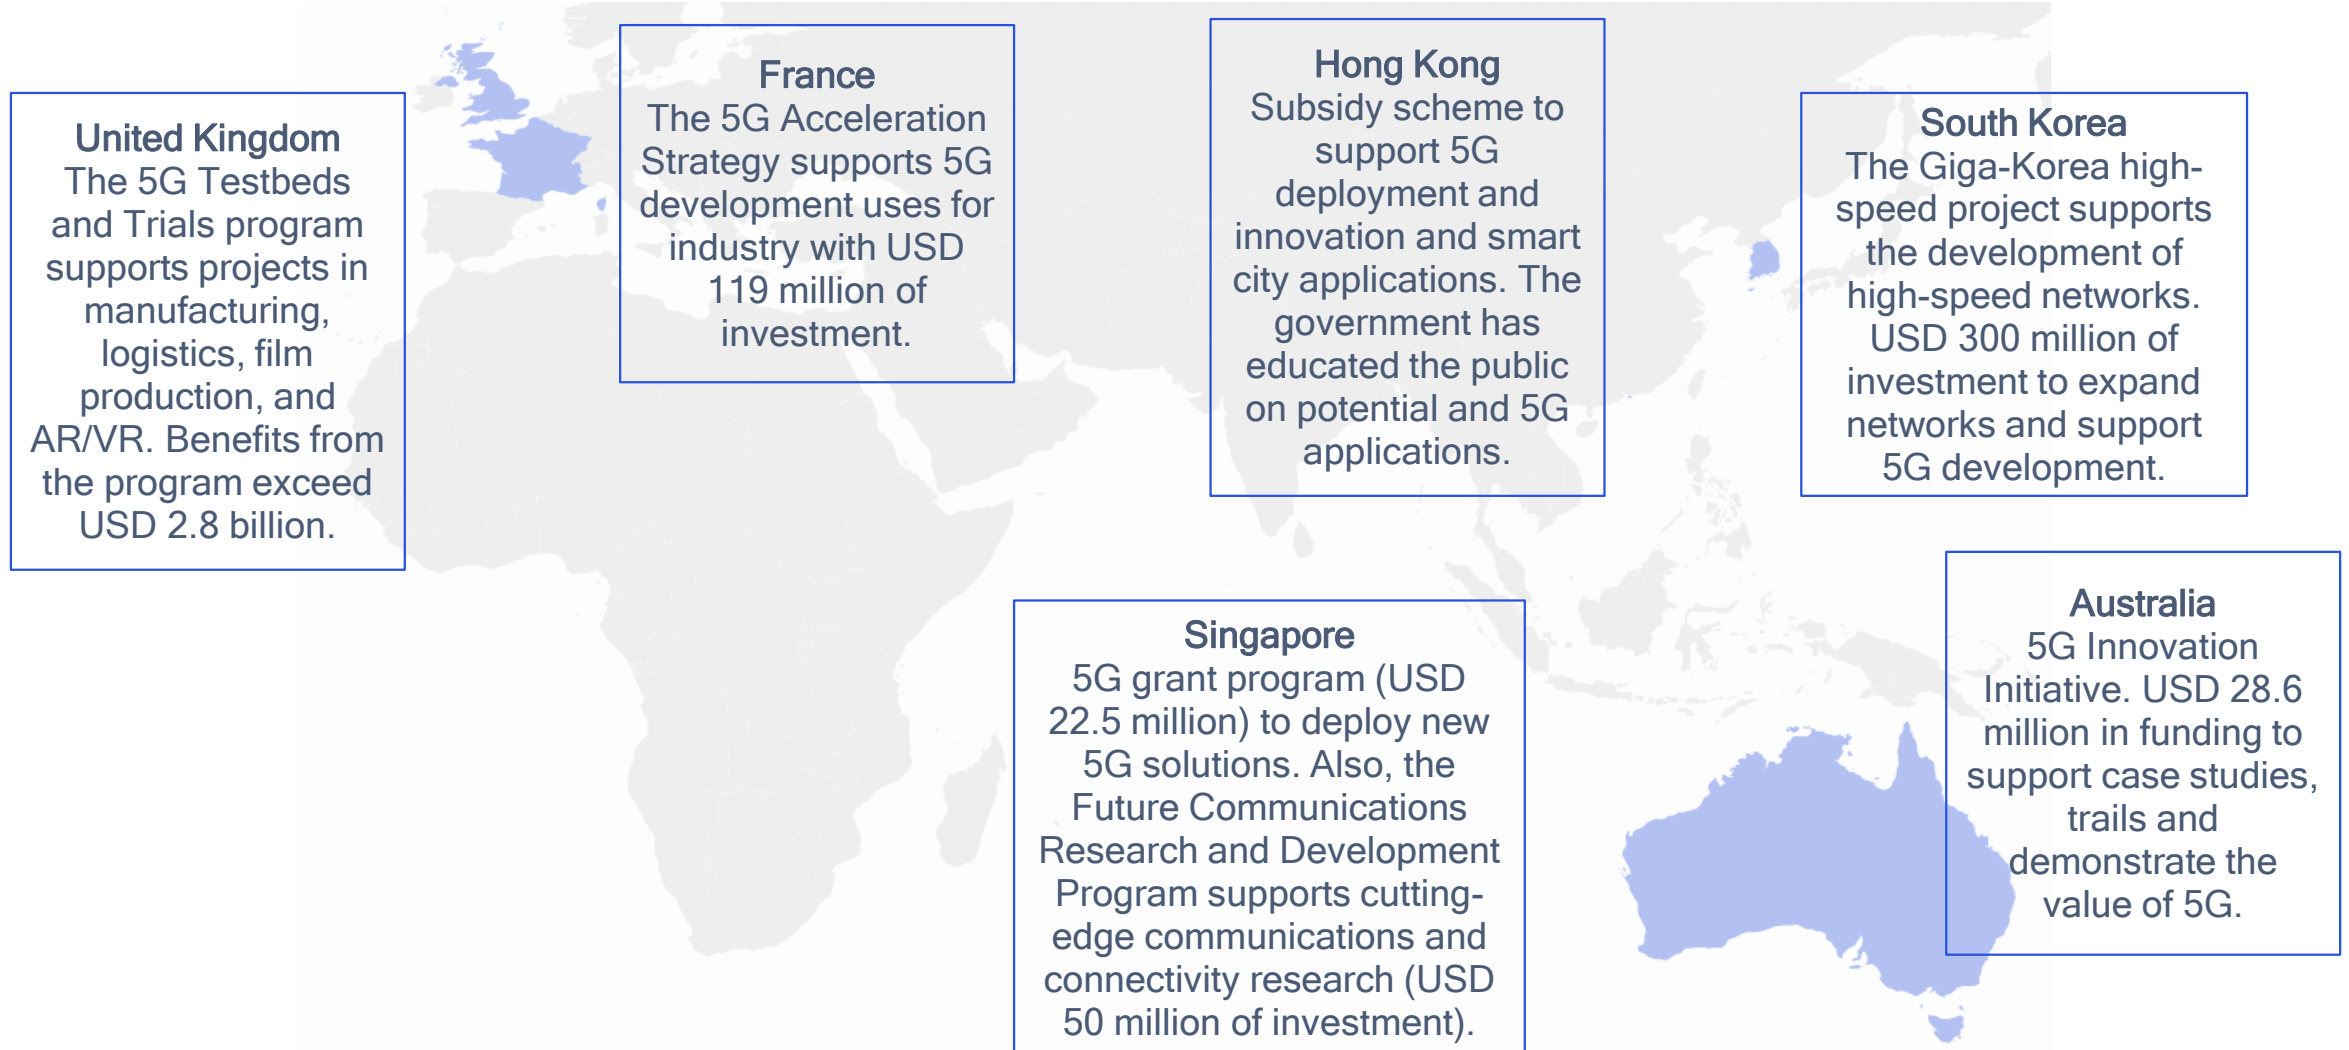 United Kingdom
The 5G Testbeds
and Trials program
supports projects in
manufacturing,
logistics, film
production, and
AR/VR. Benefits from
the program exceed
USD 2.8 billion.
France
The 5G Acceleration
Strategy supports 5G
development uses for
industry with USD
119 million of
investment.
Hong Kong
Subsidy scheme to
support 5G
deployment and
innovation and smart
city applications. The
government has
educated the public
on potential and 5G
applications.
South Korea
The Giga-Korea high-
speed project supports
the development of
high-speed networks.
USD 300 million of
investment to expand
networks and support
5G development.
Singapore
5G grant program (USD
22.5 million) to deploy new
5G solutions. Also, the
Future Communications
Research and Development
Program supports cutting-
edge communications and
connectivity research (USD
50 million of investment).
Australia
5G Innovation
Initiative. USD 28.6
million in funding to
support case studies,
trails and
demonstrate the
value of 5G.